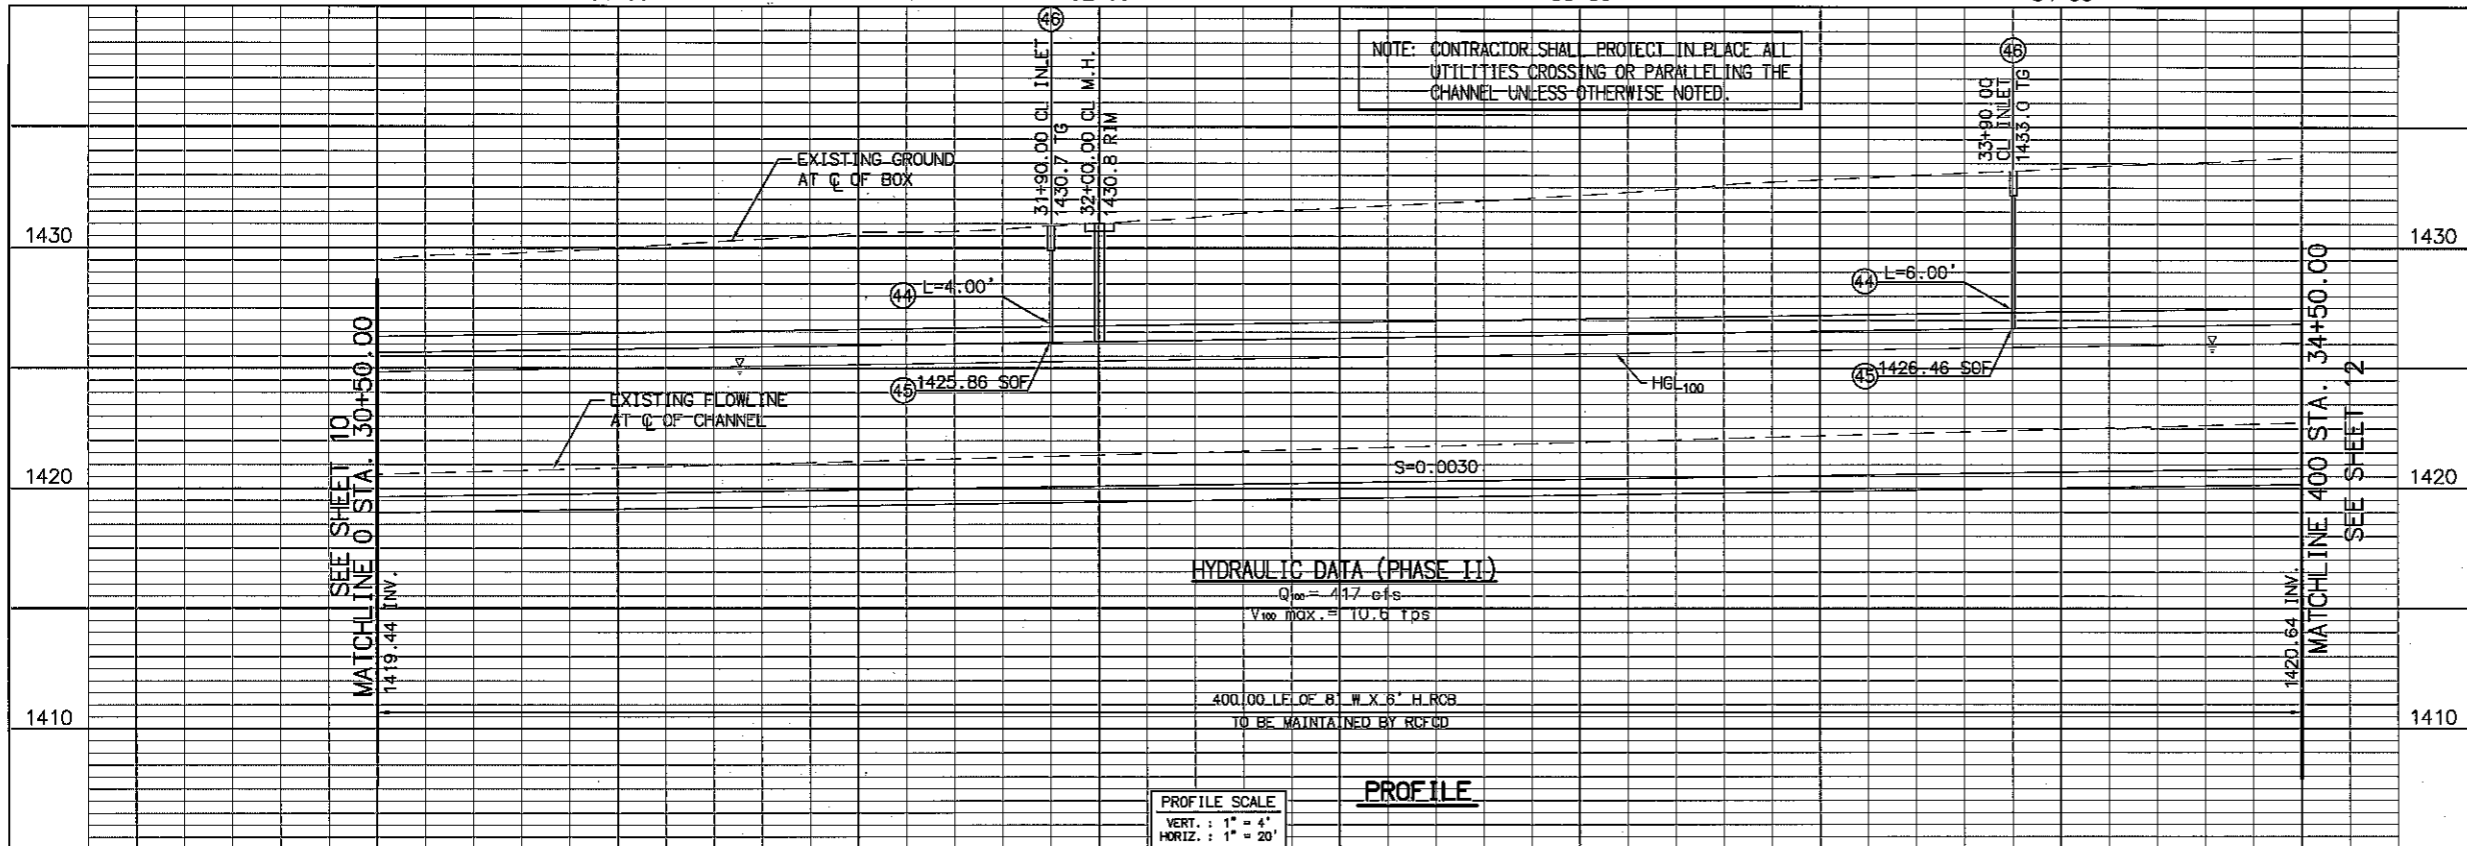 46
31+90.00 CL INLET
1430.7 TG
32+00.00 CL M.H.
1430.8 RIM
NOTE: CONTRACTOR SHALL PROTECT IN PLACE ALL
UTILITIES CROSSING OR PARALLELING THE
CHANNEL UNLESS OTHERWISE NOTED.
46
33+90.00
CL INLET
1433.0 TG
EXISTING GROUND
AT ℄ OF BOX
1430
1430
44 L=4.00'
44 L=6.00'
45 1425.86 SOF
45 1426.46 SOF
HGL100
EXISTING FLOWLINE
AT ℄ OF CHANNEL
S=0.0030
1420
1420
SEE SHEET 10
MATCHLINE 0 STA. 30+50.00
1419.44 INV.
1420.64 INV.
MATCHLINE 400 STA. 34+50.00
SEE SHEET 12
HYDRAULIC DATA (PHASE II)
Q100 = 417 cfs
V100 max. = 10.6 fps
400.00 LF OF 8' W X 6' H RCB
TO BE MAINTAINED BY RCFCD
1410
1410
PROFILE
PROFILE SCALE
VERT. : 1" = 4'
HORIZ. : 1" = 20'